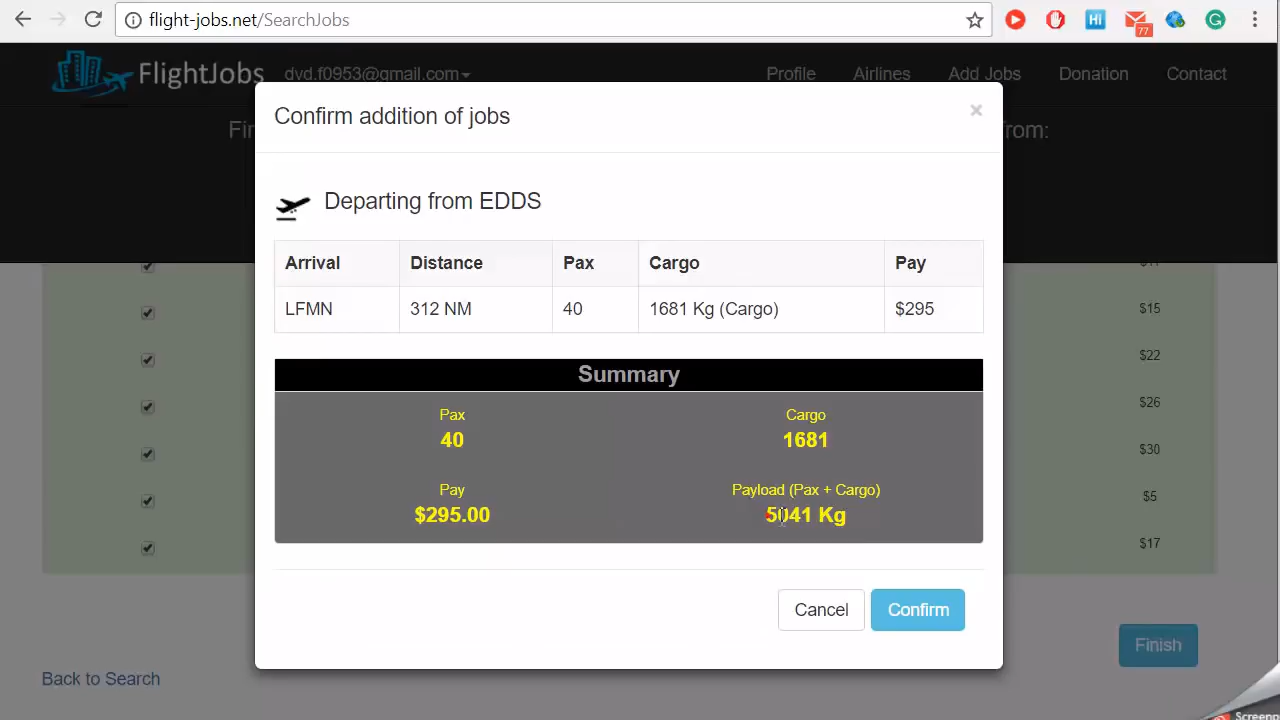 flight-jobs.net/SearchJobs
Hi
77
G
FlightJobs
dvd.f0953@gmail.com
Profile
Airlines
Add Jobs
Donation
Contact
from:
Confirm addition of jobs
×
Departing from EDDS
Arrival Distance Pax Cargo Pay
LFMN 312 NM 40 1681 Kg (Cargo) $295
Summary
Pax Cargo
40 1681
Pay Payload (Pax + Cargo)
$295.00 5041 Kg
Cancel Confirm
$15
$22
$26
$30
$5
$17
Finish
Back to Search